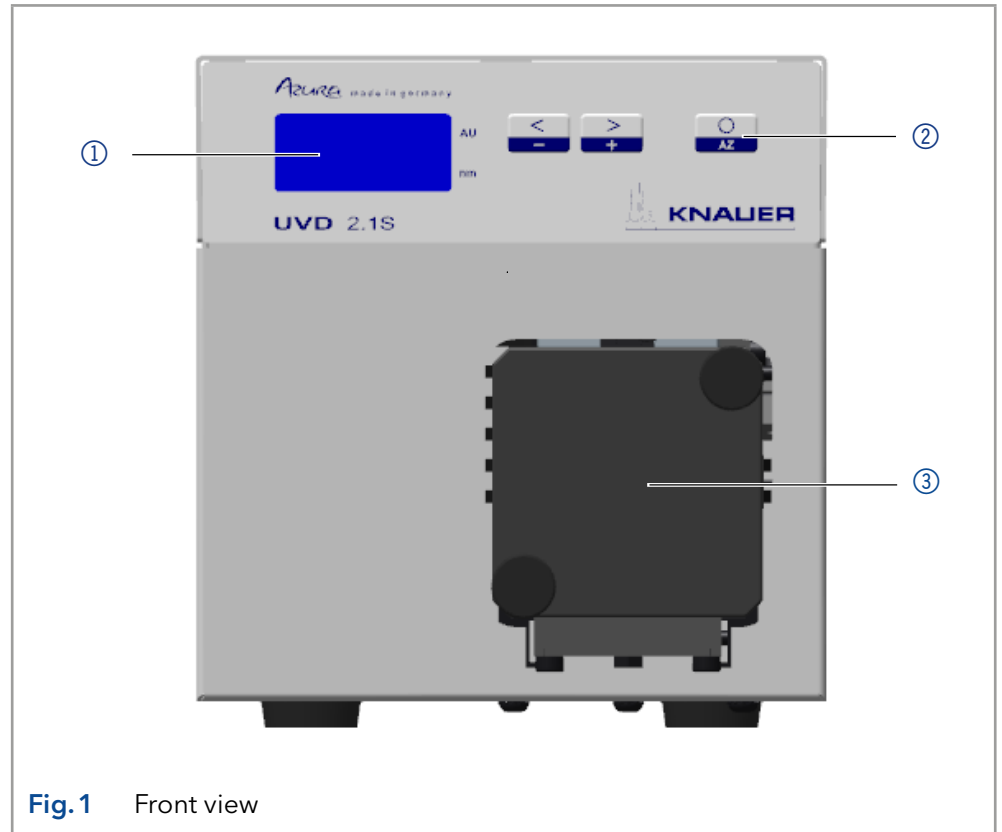 Azura made in germany
AU
nm
< >
- +
AZ
①
②
UVD 2.1S
KNAUER
③
Fig. 1 Front view